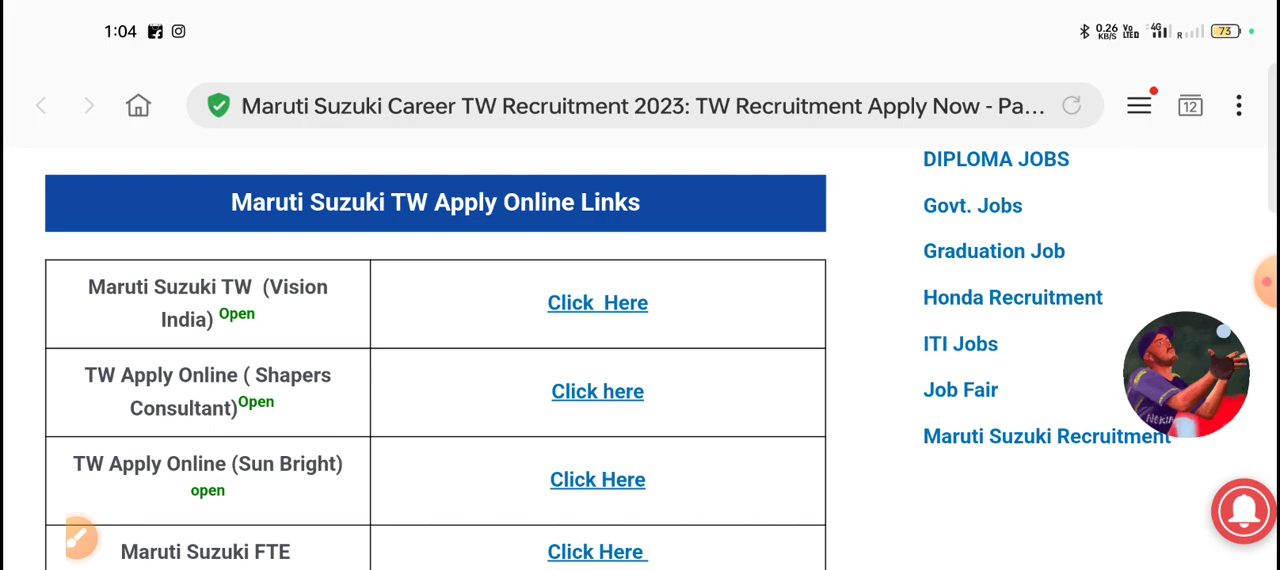 1:04
0.26
KB/S
Vo
LTE
4G
R
73
Maruti Suzuki Career TW Recruitment 2023: TW Recruitment Apply Now - Pa...
12
DIPLOMA JOBS
Maruti Suzuki TW Apply Online Links
Govt. Jobs
Graduation Job
Maruti Suzuki TW (Vision
India) Open
Click Here
Honda Recruitment
ITI Jobs
TW Apply Online ( Shapers
Consultant)Open
Click here
Job Fair
Maruti Suzuki Recruitment
TW Apply Online (Sun Bright)
open
Click Here
Maruti Suzuki FTE
Click Here